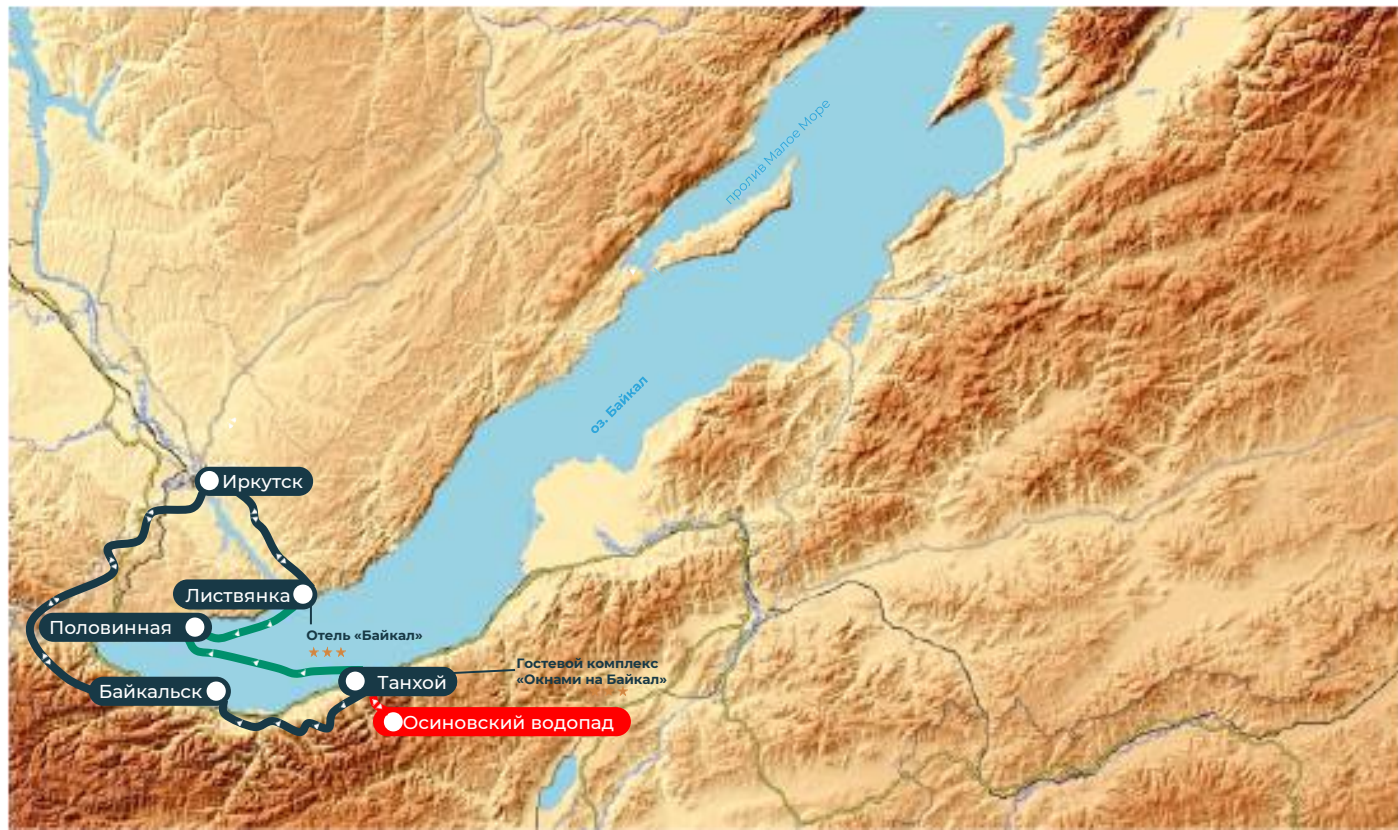 пролив Малое Море
оз. Байкал
Иркутск
Листвянка
Половинная
Отель «Байкал»
Гостевой комплекс
«Окнами на Байкал»
Танхой
Байкальск
Осиновский водопад